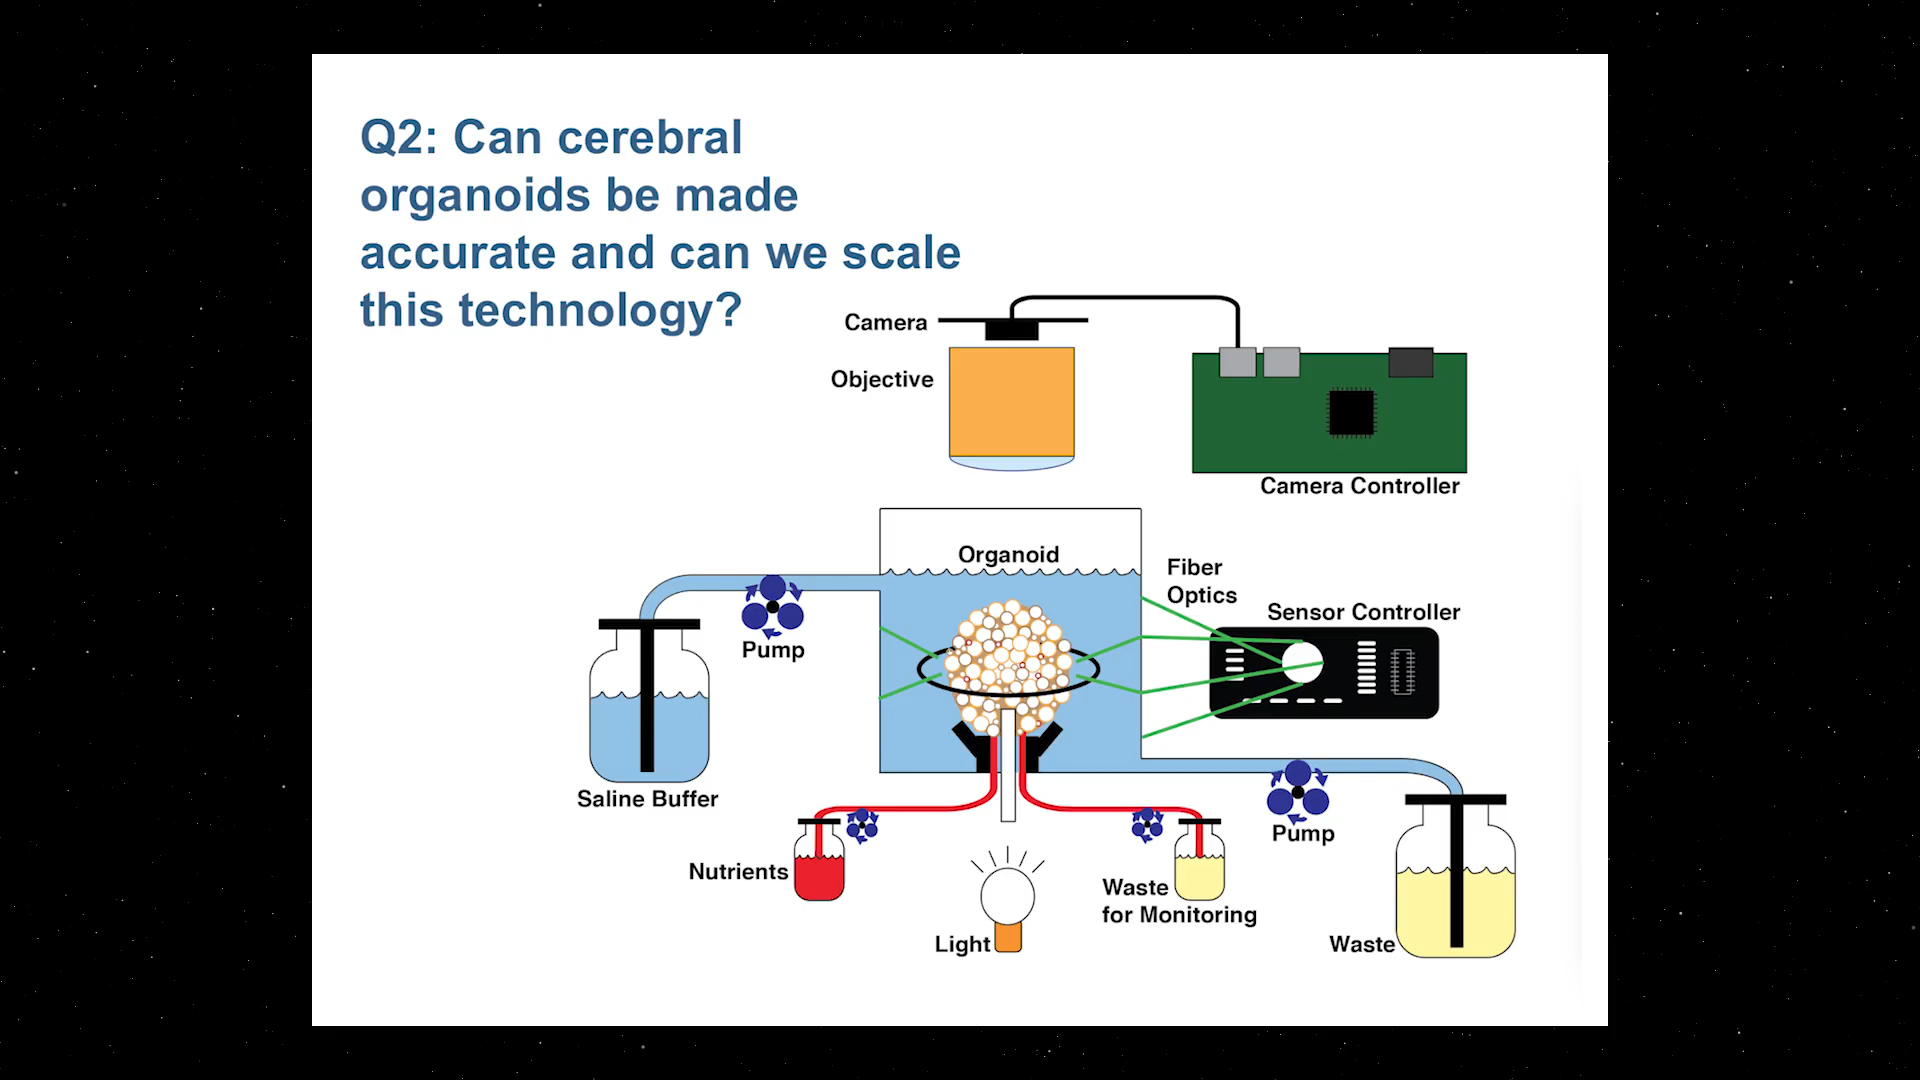 Q2: Can cerebral
organoids be made
accurate and can we scale
this technology?
Camera
Objective
Camera Controller
Organoid
Fiber
Optics
Sensor Controller
Pump
Saline Buffer
Pump
Nutrients
Waste
for Monitoring
Light
Waste